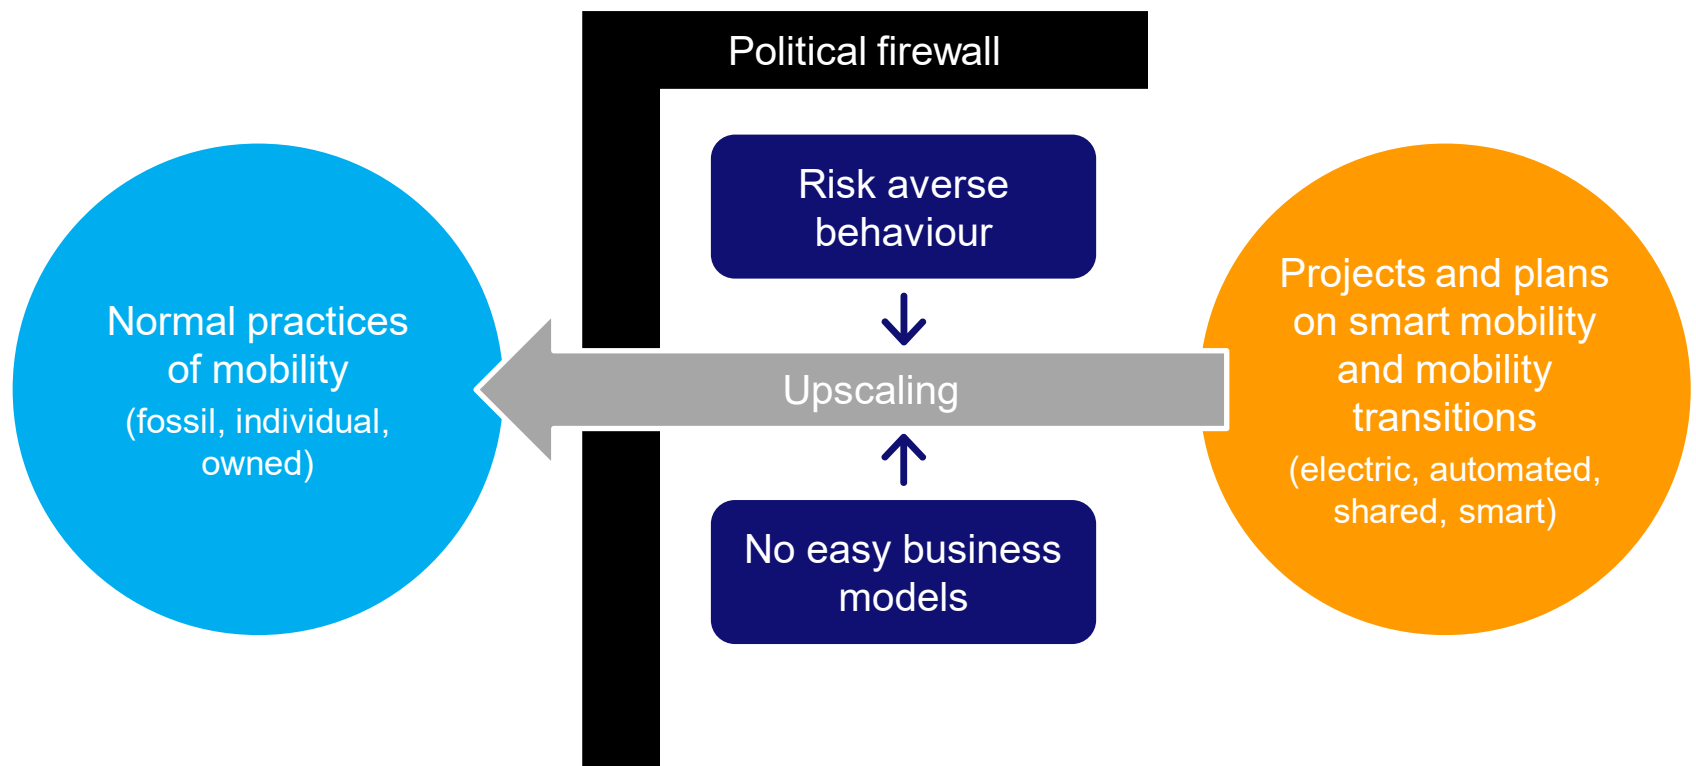 Political firewall
Risk averse
behaviour
Normal practices
of mobility
(fossil, individual,
owned)
Upscaling
No easy business
models
Projects and plans
on smart mobility
and mobility
transitions
(electric, automated,
shared, smart)